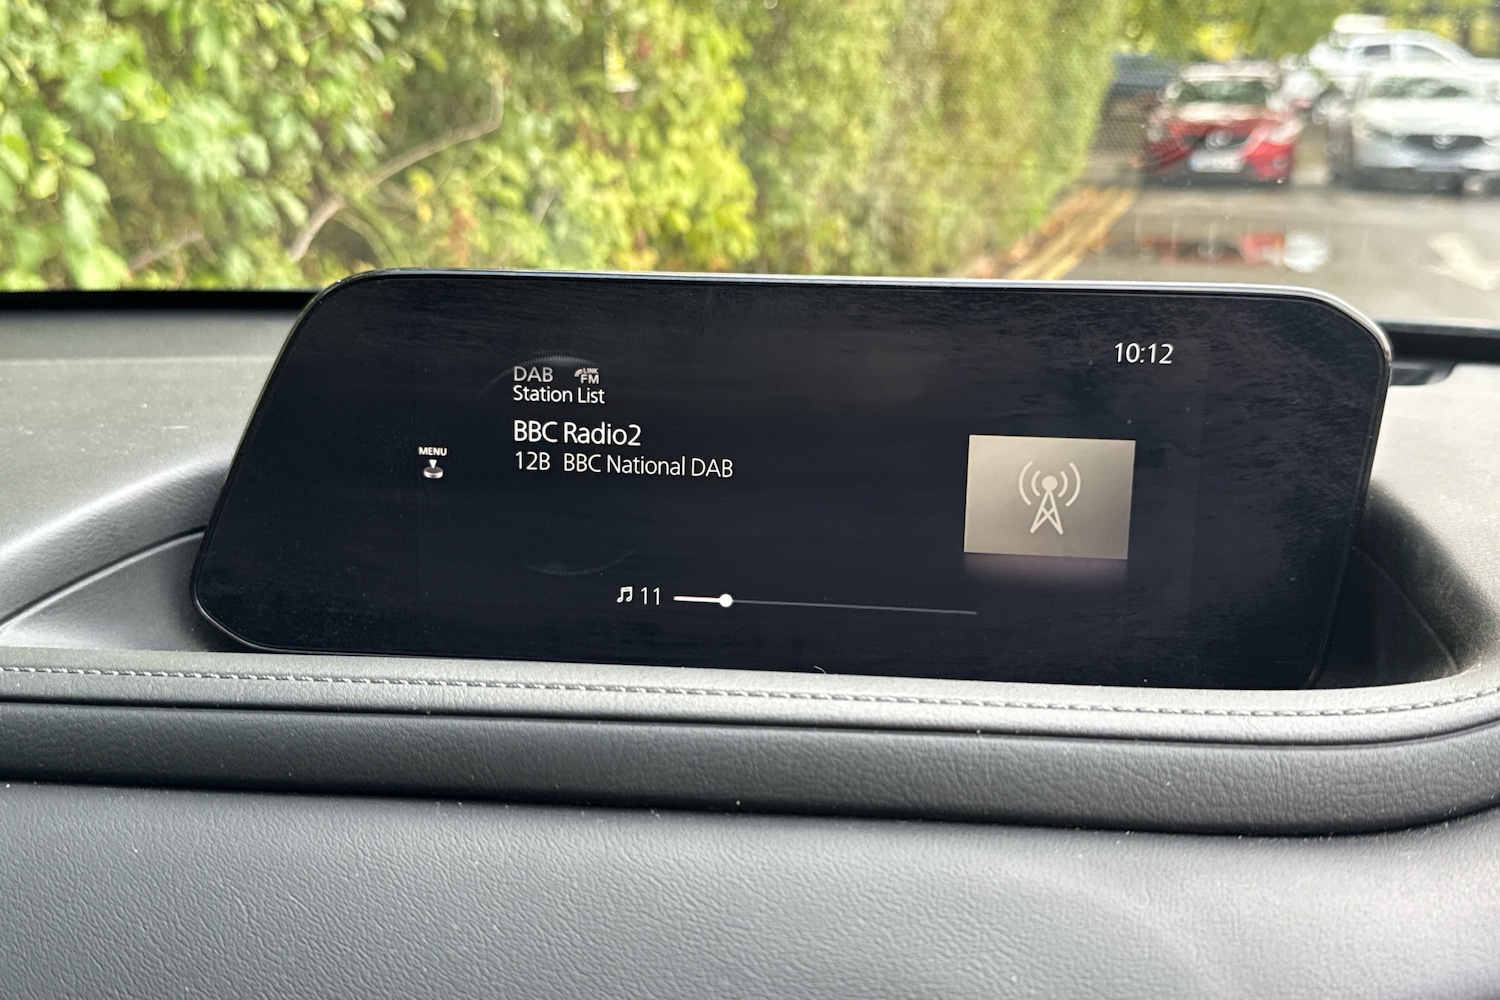 10:12
DAB LINK FM
Station List
BBC Radio2
MENU
12B BBC National DAB
11